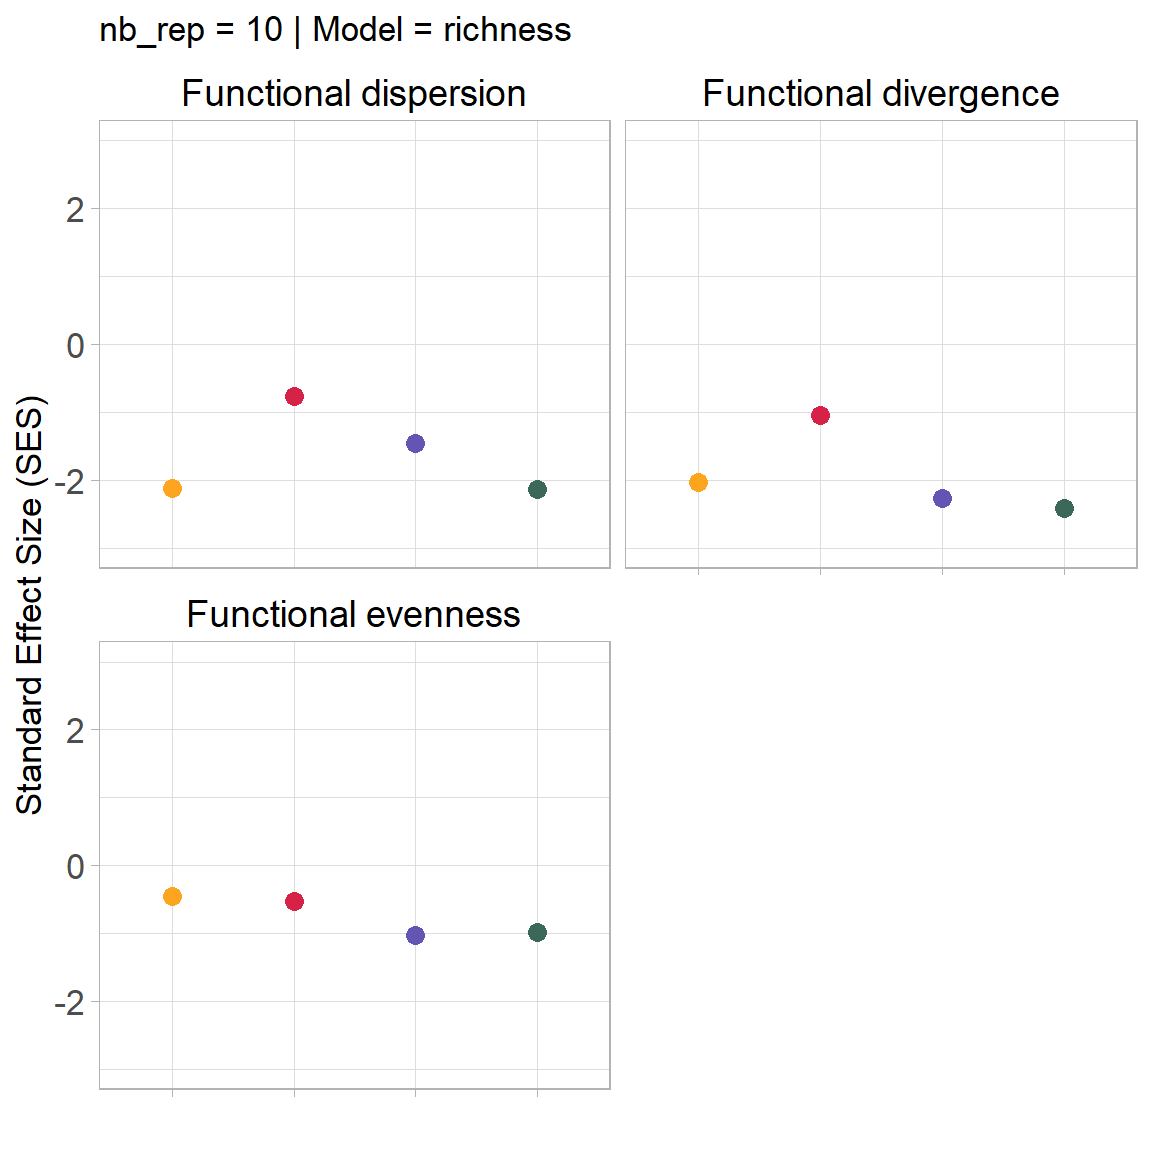 nb_rep = 10 | Model = richness
Functional dispersion
Functional divergence
2
0
-2
Standard Effect Size (SES)
Functional evenness
2
0
-2